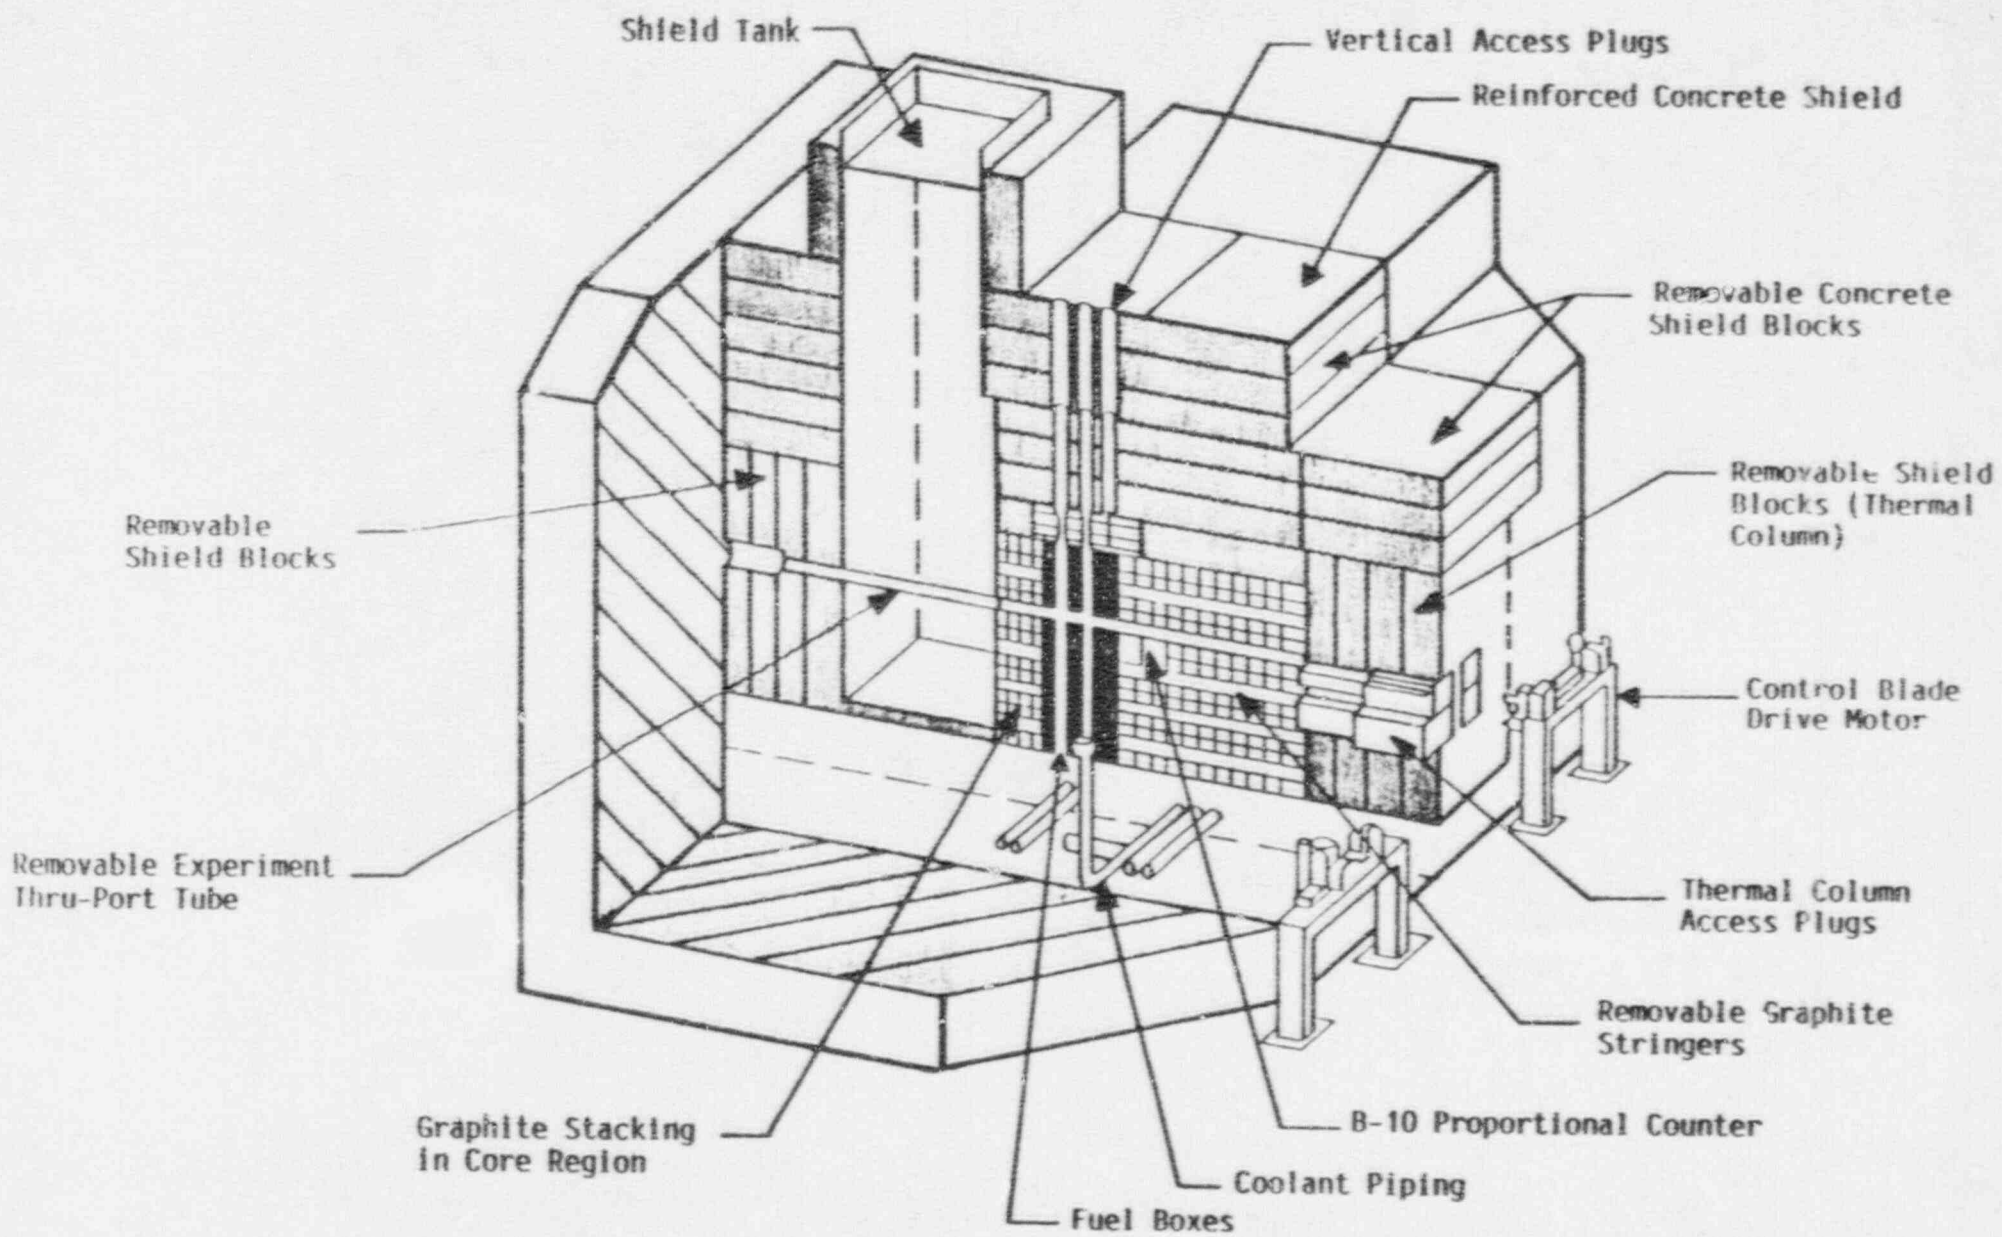 Shield Tank
Vertical Access Plugs
Reinforced Concrete Shield
Removable Concrete
Shield Blocks
Removable Shield
Blocks (Thermal
Column)
Removable
Shield Blocks
Control Blade
Drive Motor
Removable Experiment
Thru-Port Tube
Thermal Column
Access Plugs
Removable Graphite
Stringers
Graphite Stacking
in Core Region
B-10 Proportional Counter
Coolant Piping
Fuel Boxes